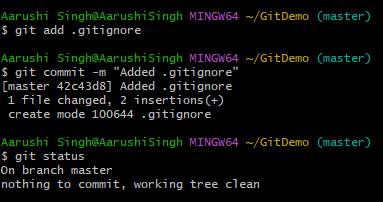 Aarushi Singh@AarushiSingh MINGW64 ~/GitDemo (master)
$ git add .gitignore
Aarushi Singh@AarushiSingh MINGW64 ~/GitDemo (master)
$ git commit -m "Added .gitignore"
[master 42c43d8] Added .gitignore
 1 file changed, 2 insertions(+)
 create mode 100644 .gitignore
Aarushi Singh@AarushiSingh MINGW64 ~/GitDemo (master)
$ git status
On branch master
nothing to commit, working tree clean